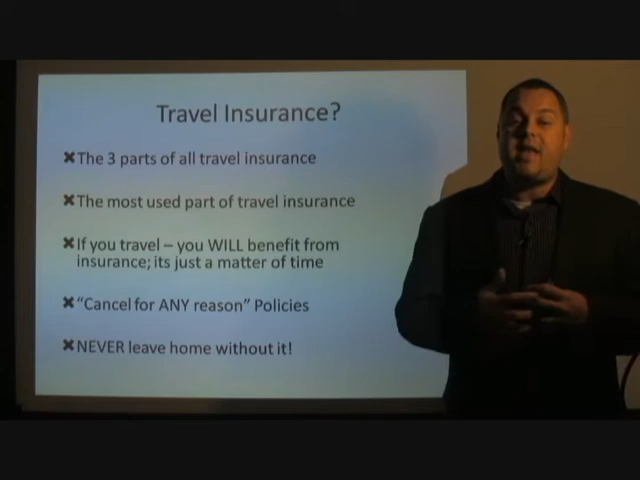 Travel Insurance?
✖The 3 parts of all travel insurance
✖The most used part of travel insurance
✖If you travel – you WILL benefit from
insurance; its just a matter of time
✖“Cancel for ANY reason” Policies
✖NEVER leave home without it!